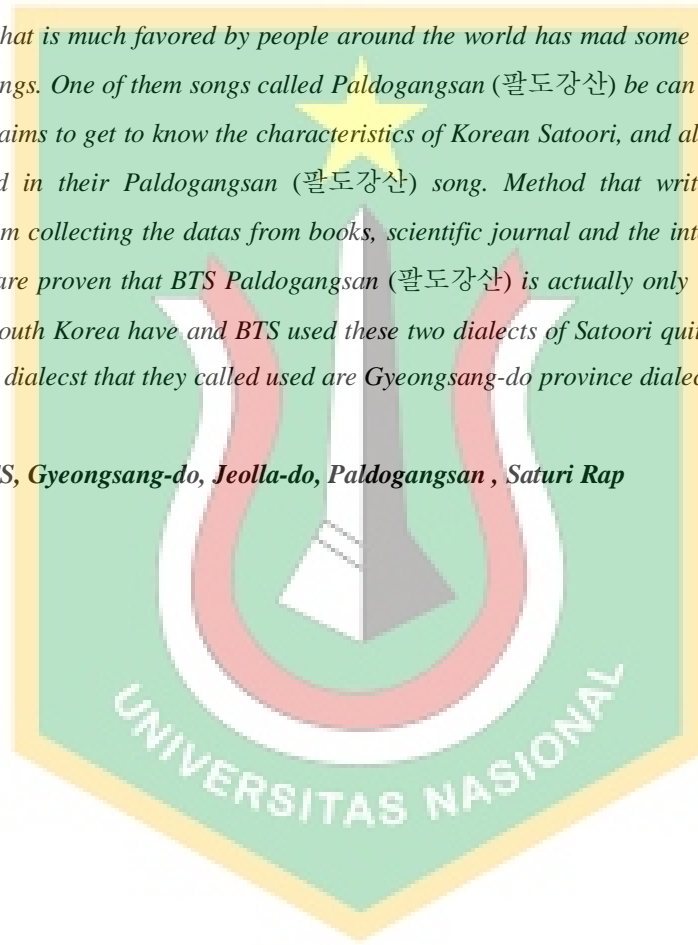 hat is much favored by people around the world has mad some
ngs. One of them songs called Paldogangsan (팔도강산) be can
aims to get to know the characteristics of Korean Satoori, and al
d in their Paldogangsan (팔도강산) song. Method that writ
m collecting the datas from books, scientific journal and the int
are proven that BTS Paldogangsan (팔도강산) is actually only
outh Korea have and BTS used these two dialects of Satoori qui
dialecst that they called used are Gyeongsang-do province dialec
S, Gyeongsang-do, Jeolla-do, Paldogangsan , Saturi Rap
UNIVERSITAS NASIONAL